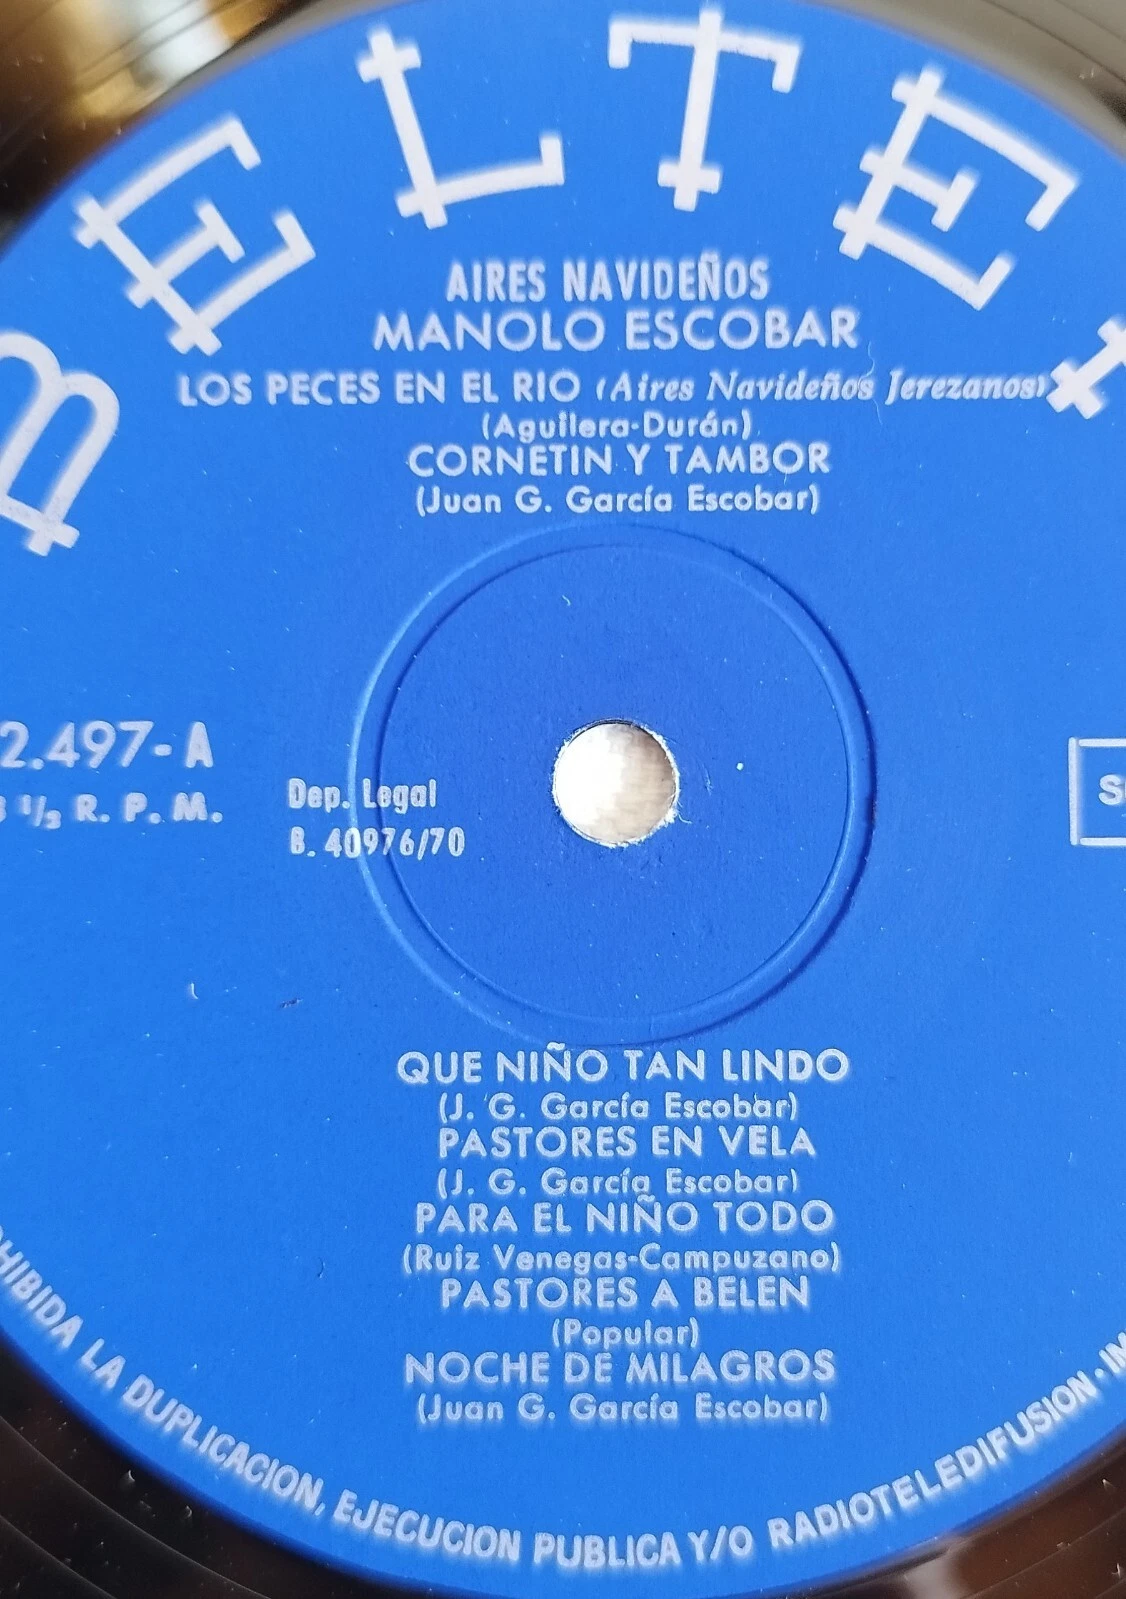 BELTER
AIRES NAVIDEÑOS
MANOLO ESCOBAR
LOS PECES EN EL RIO (Aires Navideños Jerezanos)
(Aguilera-Durán)
CORNETIN Y TAMBOR
(Juan G. García Escobar)
2.497-A
1/3 R. P. M.
Dep. Legal
B. 40976/70
QUE NIÑO TAN LINDO
(J. G. García Escobar)
PASTORES EN VELA
(J. G. García Escobar)
PARA EL NIÑO TODO
(Ruiz Venegas-Campuzano)
PASTORES A BELEN
(Popular)
NOCHE DE MILAGROS
(Juan G. García Escobar)
HIBIDA LA DUPLICACION, EJECUCION PUBLICA Y/O RADIOTELEDIFUSION·